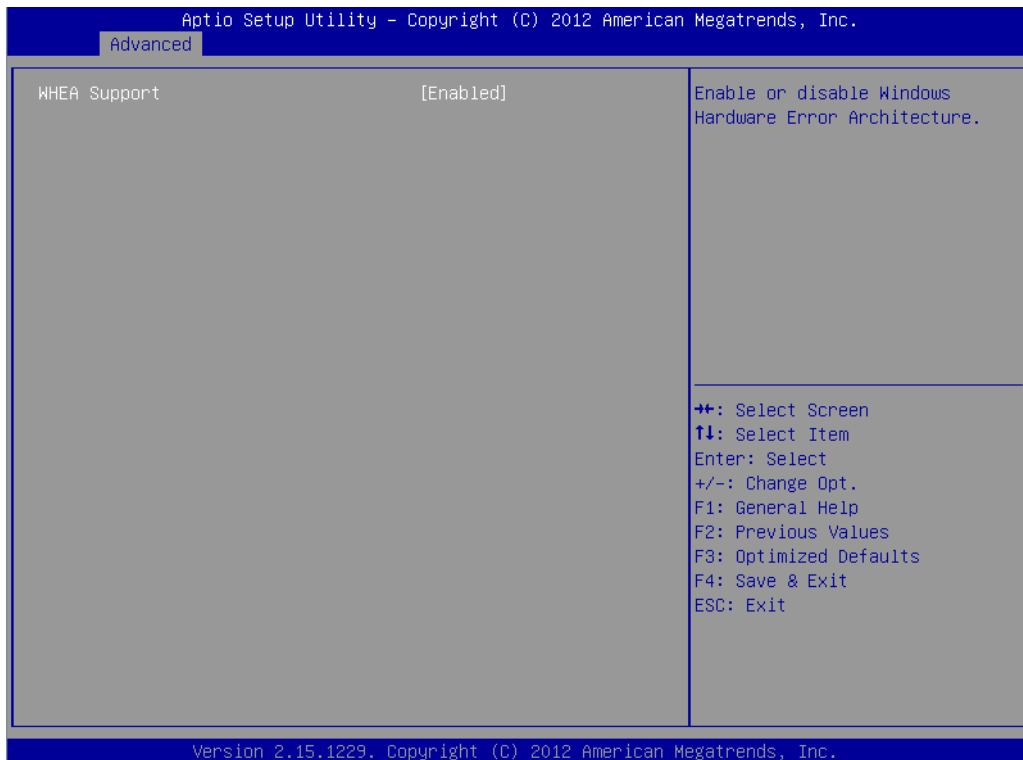 Aptio Setup Utility – Copyright (C) 2012 American Megatrends, Inc.
Advanced
WHEA Support [Enabled]
Enable or disable Windows
Hardware Error Architecture.
→←: Select Screen
↑↓: Select Item
Enter: Select
+/-: Change Opt.
F1: General Help
F2: Previous Values
F3: Optimized Defaults
F4: Save & Exit
ESC: Exit
Version 2.15.1229. Copyright (C) 2012 American Megatrends, Inc.